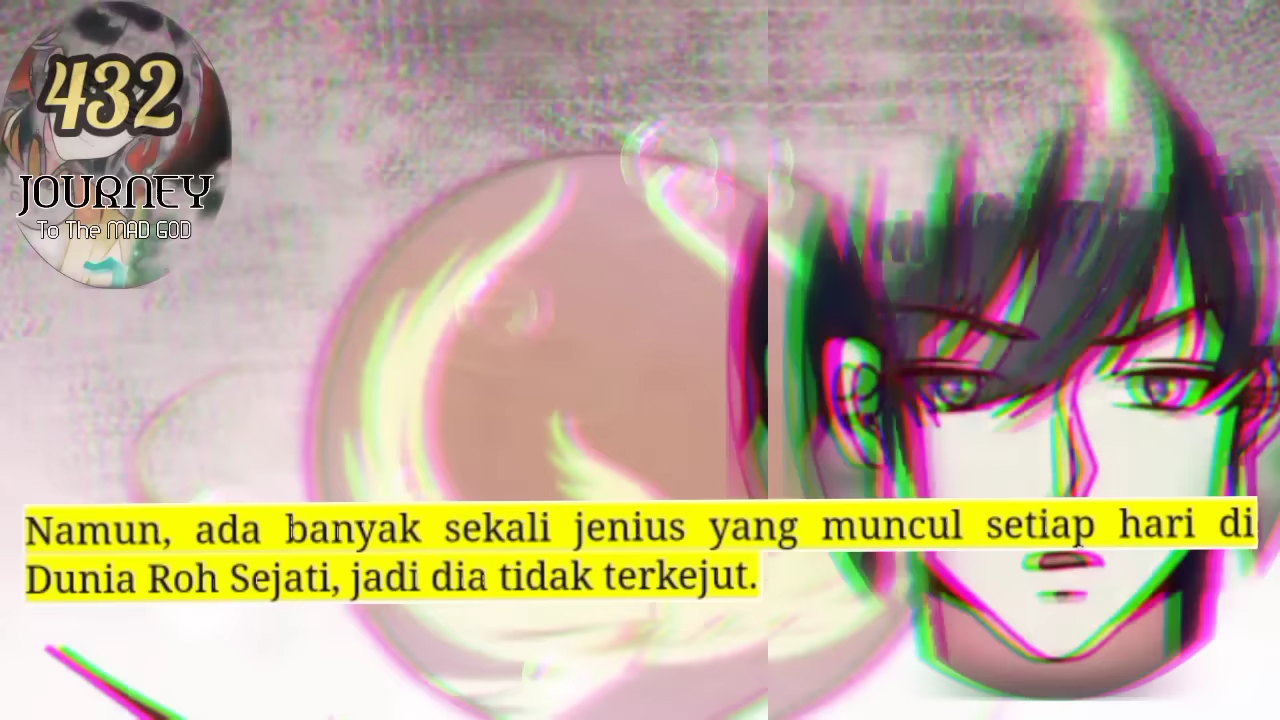 432
JOURNEY
To The MAD GOD
Namun, ada banyak sekali jenius yang muncul setiap hari di
Dunia Roh Sejati, jadi dia tidak terkejut.